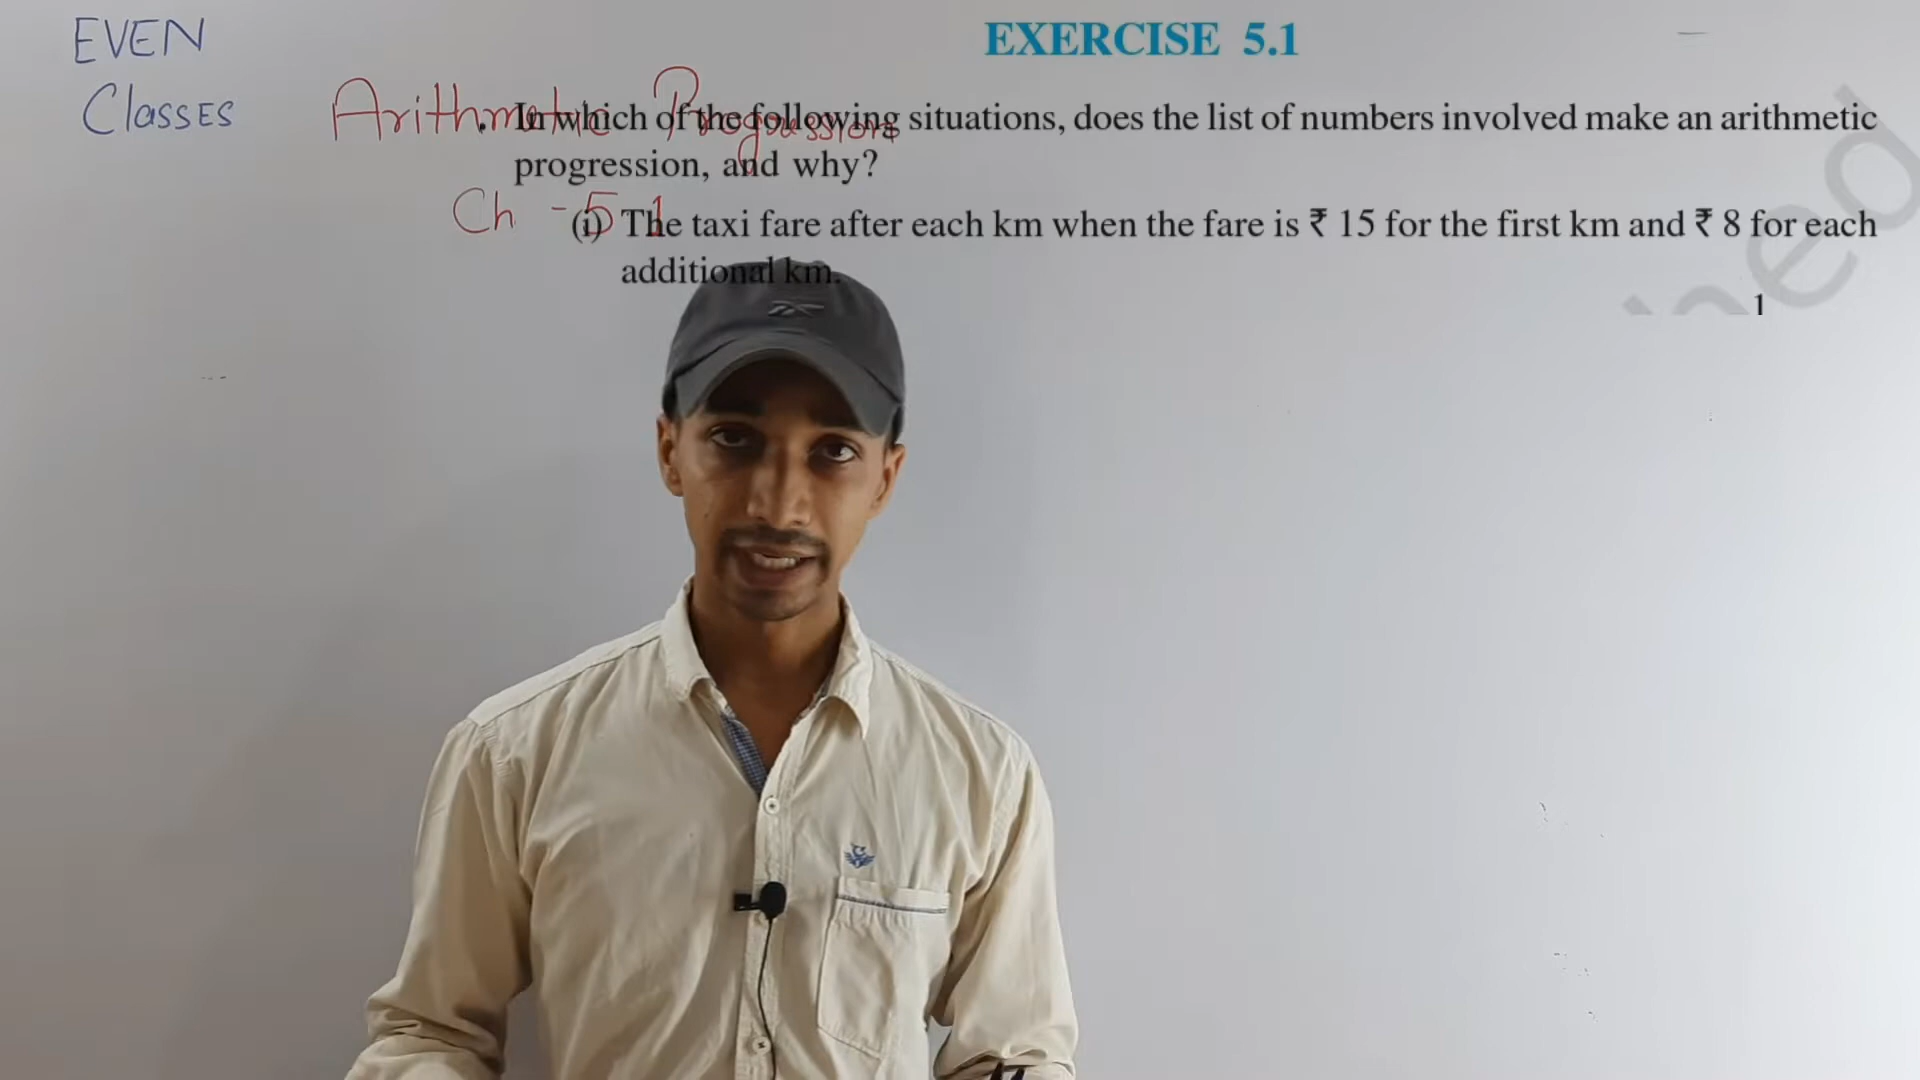 EVEN
Classes
EXERCISE 5.1
Arithmetic Progressions
Ch - 5.1
. In which of the following situations, does the list of numbers involved make an arithmetic
progression, and why?
(i) The taxi fare after each km when the fare is ₹ 15 for the first km and ₹ 8 for each
additional km.
1